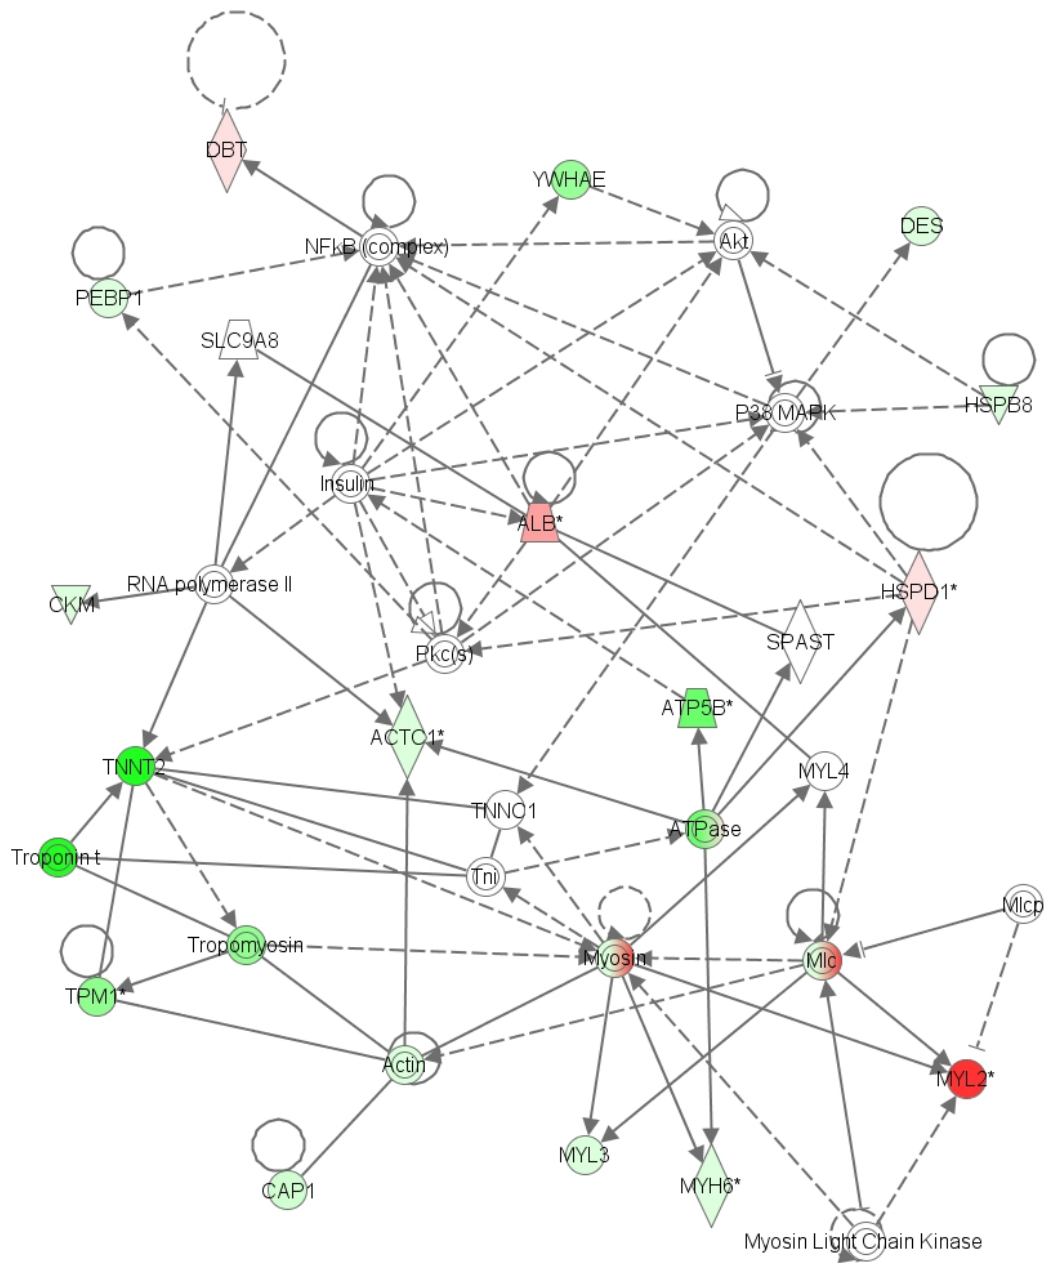 DBT
YWHAE
DES
Akt
NFkB (complex)
PEBP1
SLC9A8
HSPB8
P38 MAPK
Insulin
ALB*
RNA polymerase II
HSPD1*
CKM
SPAST
Pkc(s)
ATP5B*
ACTC1*
TNNT2
MYL4
TNNC1
ATPase
Troponin t
Tni
Mlcp
Tropomyosin
Myosin
Mlc
TPM1*
Actin
MYL2*
MYL3
MYH6*
CAP1
Myosin Light Chain Kinase